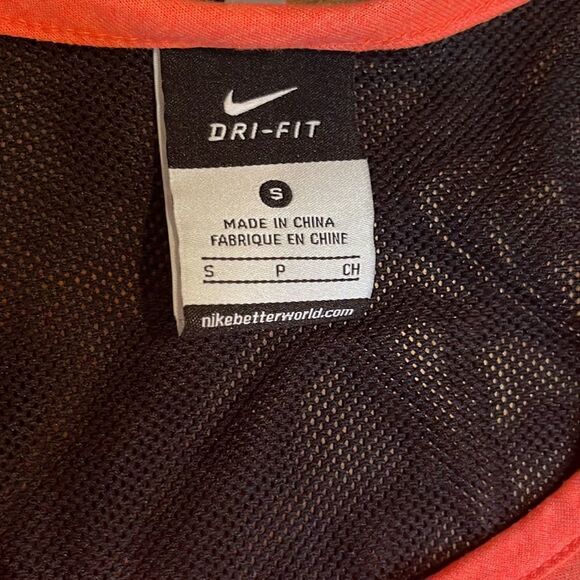 DRI-FIT
S
MADE IN CHINA
FABRIQUE EN CHINE
S P CH
nikebetterworld.com